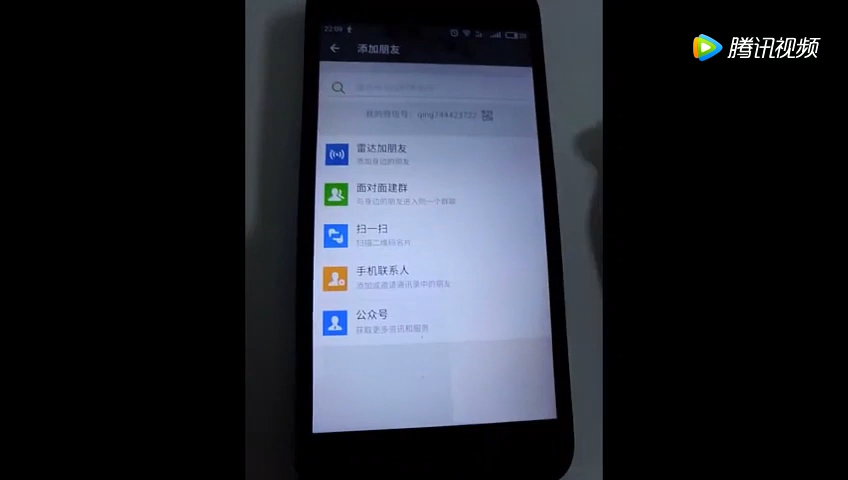 腾讯视频
22:09
添加朋友
我的微信号：qing744423722
雷达加朋友
添加身边的朋友
面对面建群
与身边的朋友进入同一个群聊
扫一扫
扫描二维码名片
手机联系人
添加或邀请通讯录中的朋友
公众号
获取更多资讯和服务